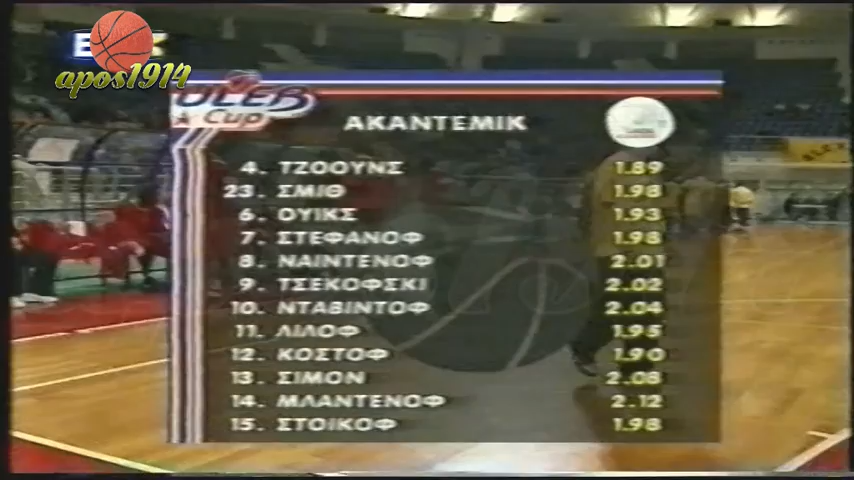 apos1914
ULEB
Cup
ΑΚΑΝΤΕΜΙΚ
4. ΤΖΟΟΥΝΣ 1.89
23. ΣΜΙΘ 1.98
6. ΟΥΙΚΣ 1.93
7. ΣΤΕΦΑΝΟΦ 1.98
8. ΝΑΙΝΤΕΝΟΦ 2.01
9. ΤΣΕΚΟΦΣΚΙ 2.02
10. ΝΤΑΒΙΝΤΟΦ 2.04
11. ΛΙΛΟΦ 1.95
12. ΚΟΣΤΟΦ 1.90
13. ΣΙΜΟΝ 2.08
14. ΜΛΑΝΤΕΝΟΦ 2.12
15. ΣΤΟΙΚΟΦ 1.98